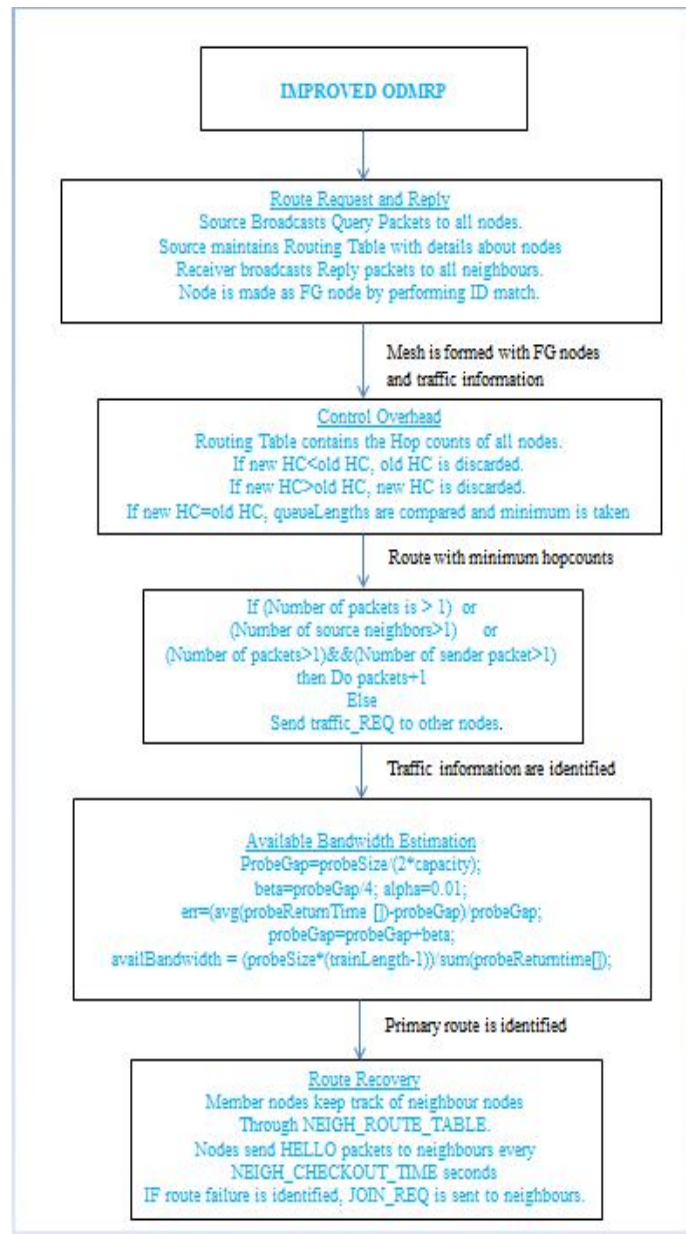 IMPROVED ODMRP
Route Request and Reply
Source Broadcasts Query Packets to all nodes.
Source maintains Routing Table with details about nodes
Receiver broadcasts Reply packets to all neighbours.
Node is made as FG node by performing ID match.
Mesh is formed with FG nodes
and traffic information
Control Overhead
Routing Table contains the Hop counts of all nodes.
If new HC<old HC, old HC is discarded.
If new HC>old HC, new HC is discarded.
If new HC=old HC, queueLengths are compared and minimum is taken
Route with minimum hopcounts
If (Number of packets is > 1) or
(Number of source neighbors>1) or
(Number of packets>1)&&(Number of sender packet>1)
then Do packets+1
Else
Send traffic_REQ to other nodes.
Traffic information are identified
Available Bandwidth Estimation
ProbeGap=probeSize/(2*capacity);
beta=probeGap/4; alpha=0.01;
err=(avg(probeReturnTime [])-probeGap)/probeGap;
probeGap=probeGap+beta;
availBandwidth = (probeSize*(trainLength-1))/sum(probeReturntime[]);
Primary route is identified
Route Recovery
Member nodes keep track of neighbour nodes
Through NEIGH_ROUTE_TABLE.
Nodes send HELLO packets to neighbours every
NEIGH_CHECKOUT_TIME seconds
IF route failure is identified, JOIN_REQ is sent to neighbours.